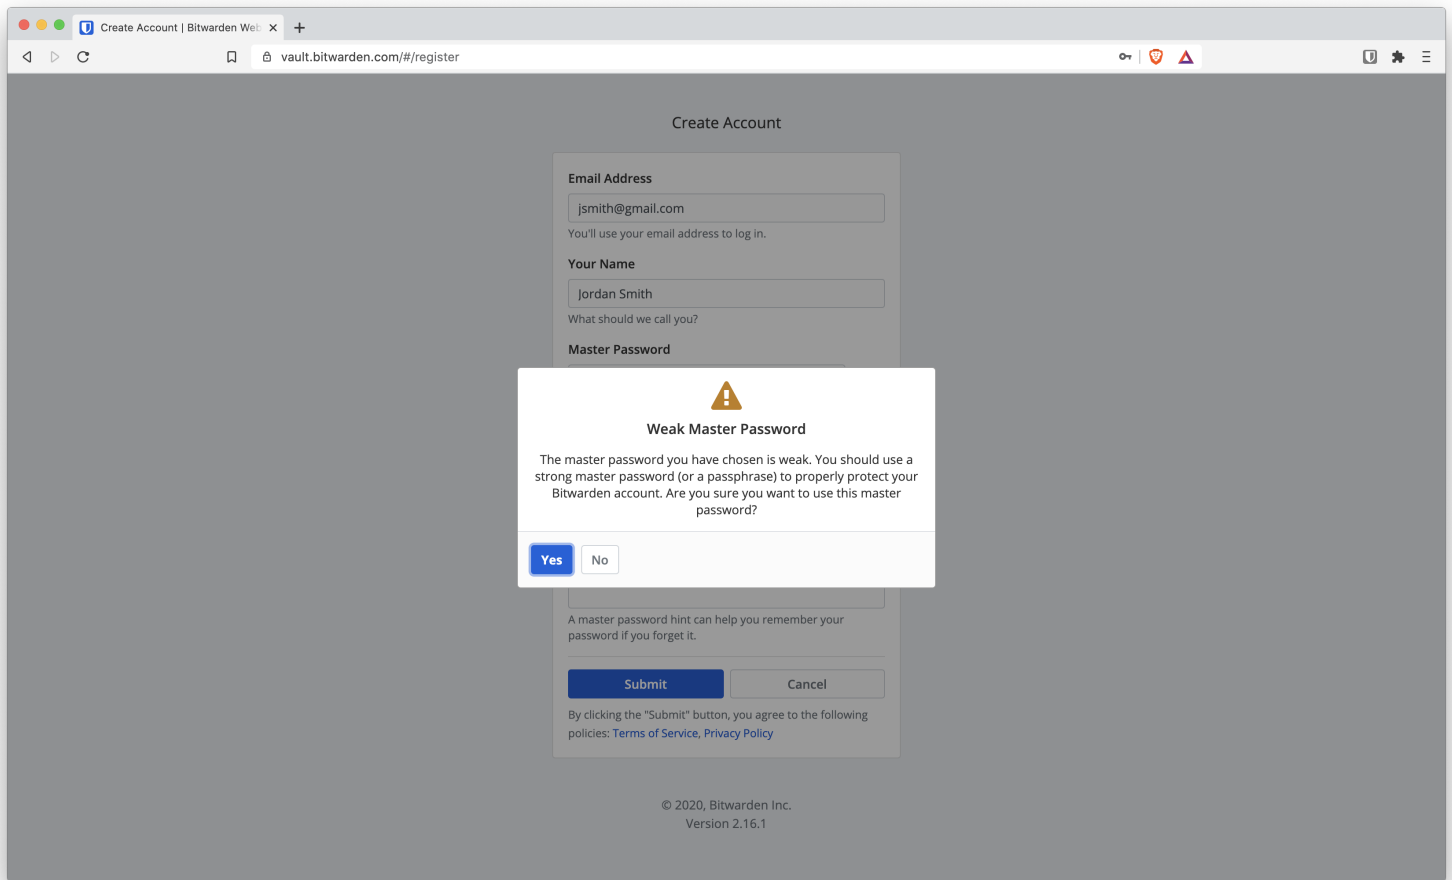 Create Account | Bitwarden Web
vault.bitwarden.com/#/register
Create Account
Email Address
jsmith@gmail.com
You'll use your email address to log in.
Your Name
Jordan Smith
What should we call you?
Master Password
Weak Master Password
The master password you have chosen is weak. You should use a
strong master password (or a passphrase) to properly protect your
Bitwarden account. Are you sure you want to use this master
password?
Yes No
A master password hint can help you remember your
password if you forget it.
Submit Cancel
By clicking the "Submit" button, you agree to the following
policies: Terms of Service, Privacy Policy
© 2020, Bitwarden Inc.
Version 2.16.1